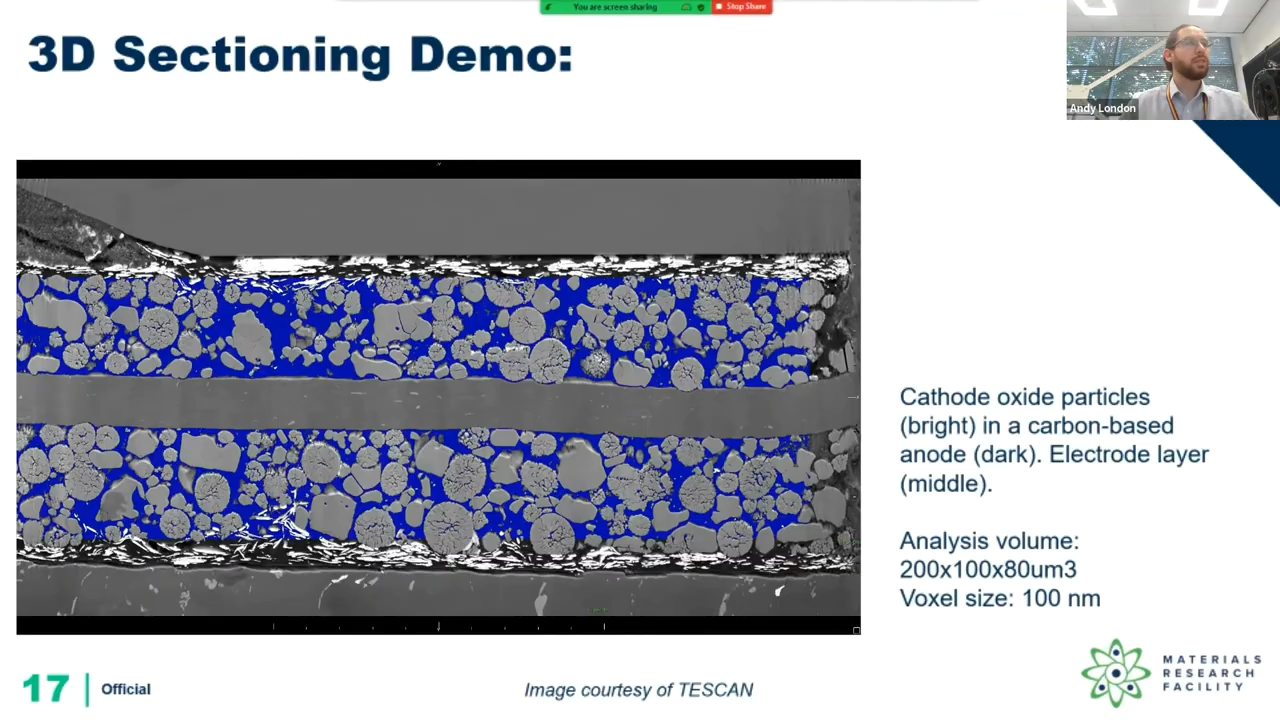 You are screen sharing
Stop Share
3D Sectioning Demo:
Andy London
Cathode oxide particles
(bright) in a carbon-based
anode (dark). Electrode layer
(middle).
Analysis volume:
200x100x80um3
Voxel size: 100 nm
17
Official
Image courtesy of TESCAN
MATERIALS
RESEARCH
FACILITY